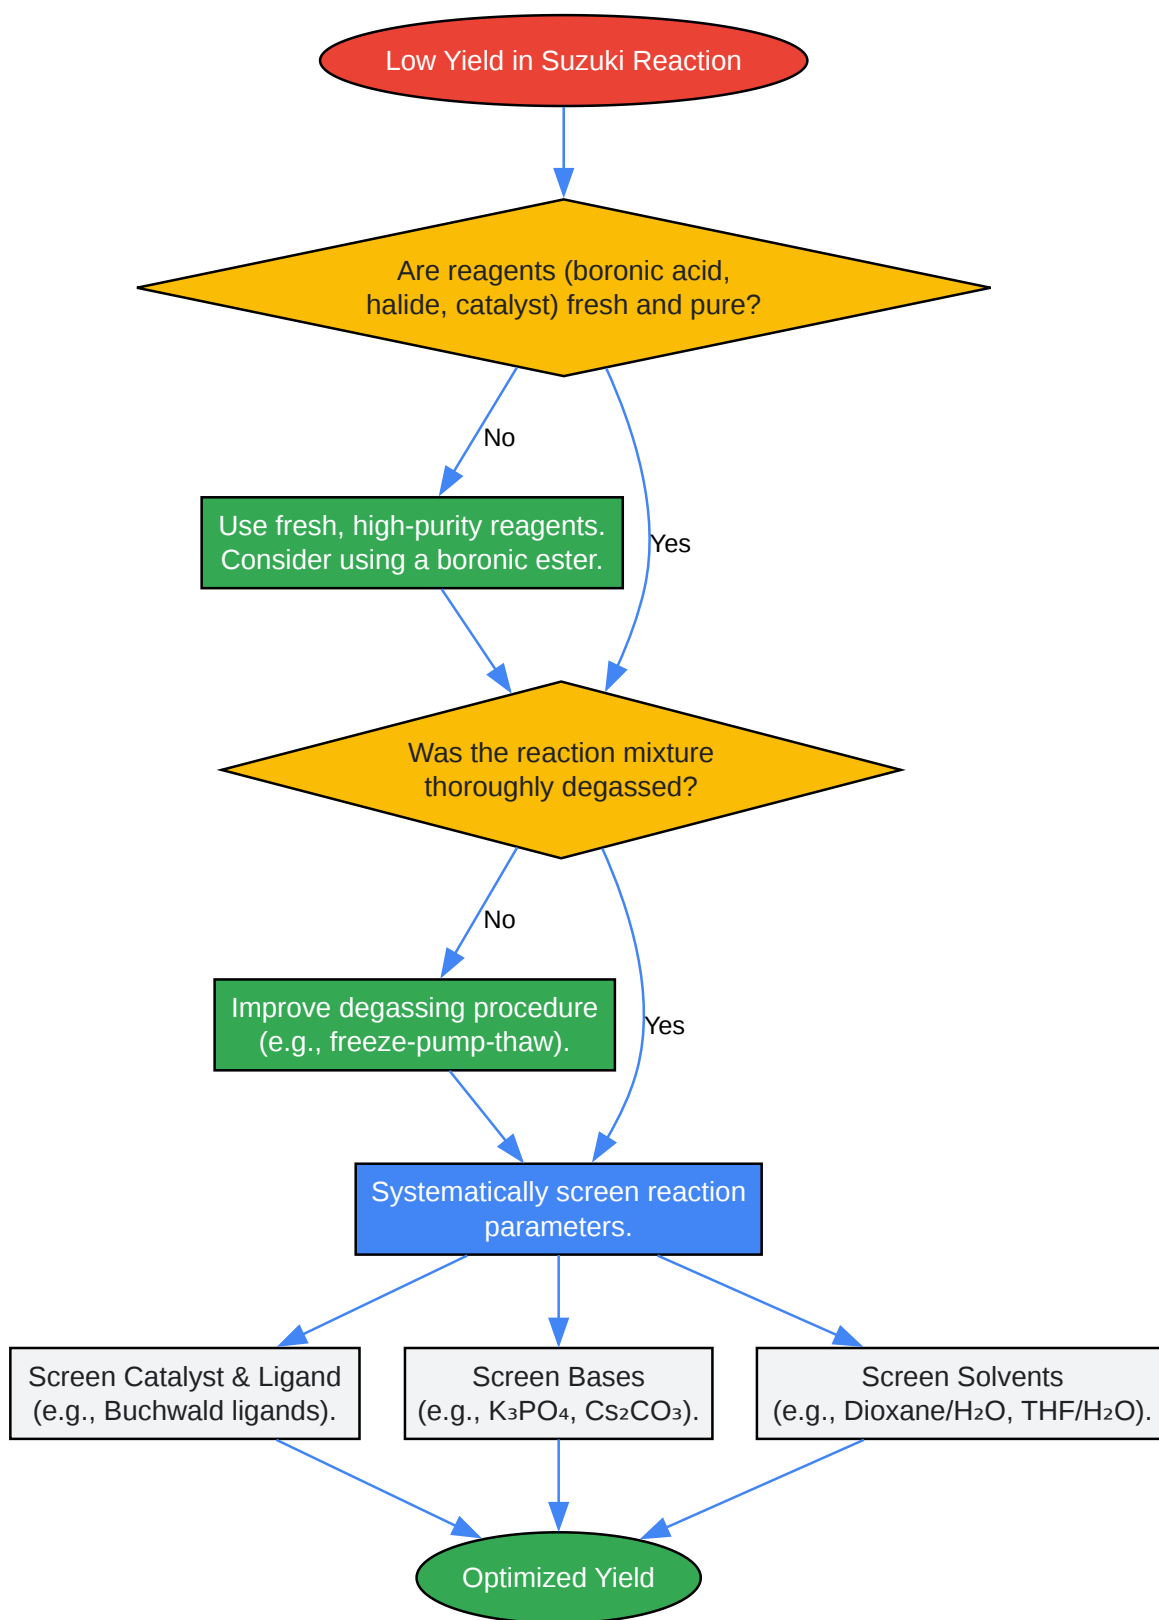 Low Yield in Suzuki Reaction
Are reagents (boronic acid,
halide, catalyst) fresh and pure?
No
Use fresh, high-purity reagents.
Consider using a boronic ester.
Yes
Was the reaction mixture
thoroughly degassed?
No
Improve degassing procedure
(e.g., freeze-pump-thaw).
Yes
Systematically screen reaction
parameters.
Screen Catalyst & Ligand
(e.g., Buchwald ligands).
Screen Bases
(e.g., K₃PO₄, Cs₂CO₃).
Screen Solvents
(e.g., Dioxane/H₂O, THF/H₂O).
Optimized Yield